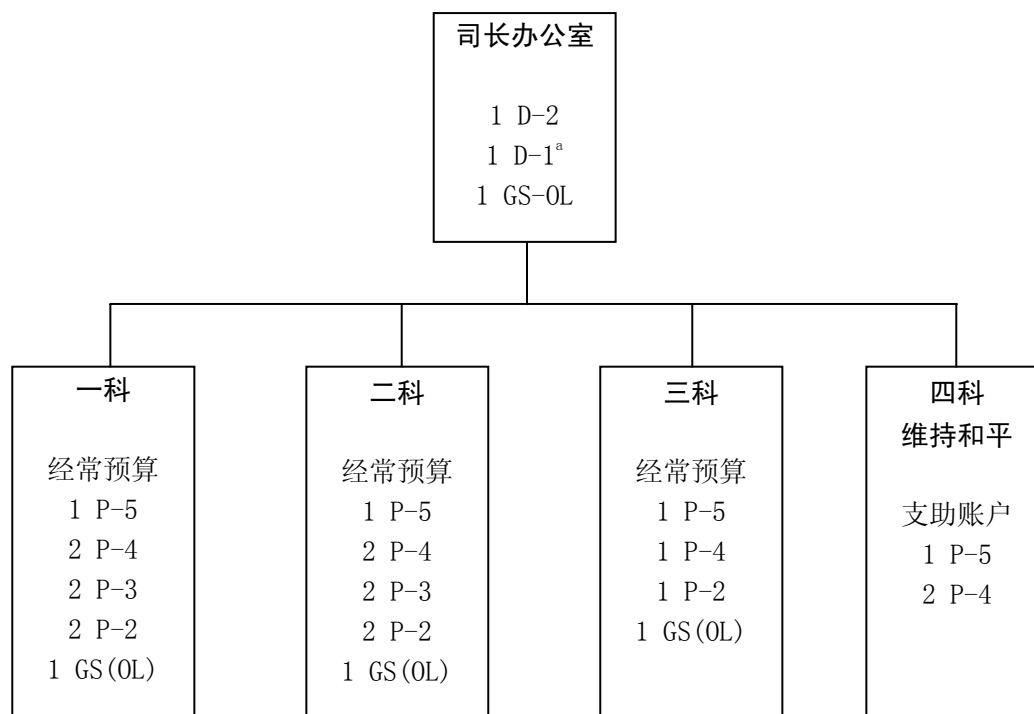 司长办公室
1 D-2
1 D-1ª
1 GS-OL
一科
经常预算
1 P-5
2 P-4
2 P-3
2 P-2
1 GS(OL)
二科
经常预算
1 P-5
2 P-4
2 P-3
2 P-2
1 GS(OL)
三科
经常预算
1 P-5
1 P-4
1 P-2
1 GS(OL)
四科
维持和平
支助账户
1 P-5
2 P-4